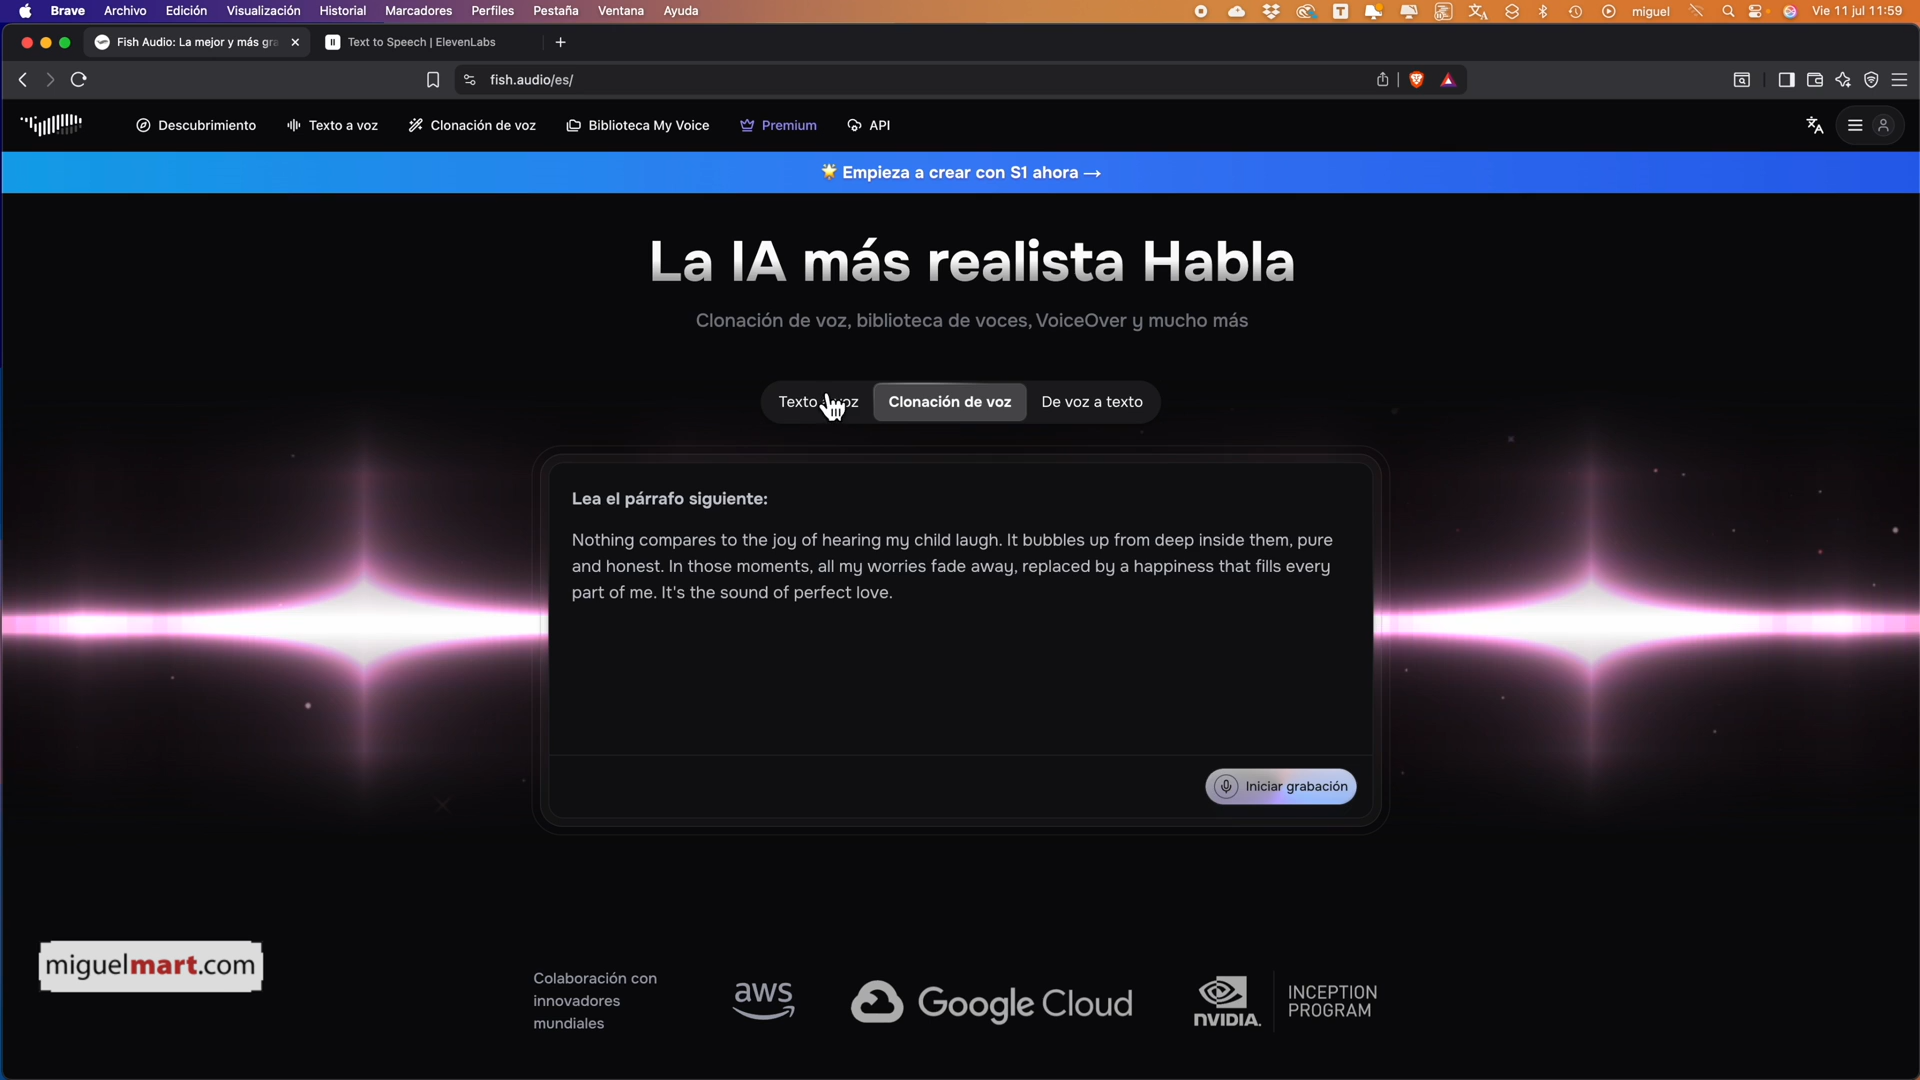 Brave Archivo Edición Visualización Historial Marcadores Perfiles Pestaña Ventana Ayuda miguel Vie 11 jul 11:59
Fish Audio: La mejor y más gra Text to Speech | ElevenLabs
fish.audio/es/
Descubrimiento Texto a voz Clonación de voz Biblioteca My Voice Premium API
🌟 Empieza a crear con S1 ahora →
La IA más realista Habla
Clonación de voz, biblioteca de voces, VoiceOver y mucho más
Texto a voz Clonación de voz De voz a texto
Lea el párrafo siguiente:
Nothing compares to the joy of hearing my child laugh. It bubbles up from deep inside them, pure
and honest. In those moments, all my worries fade away, replaced by a happiness that fills every
part of me. It's the sound of perfect love.
Iniciar grabación
miguelmart.com
Colaboración con
innovadores
mundiales
aws
Google Cloud
NVIDIA.
INCEPTION
PROGRAM